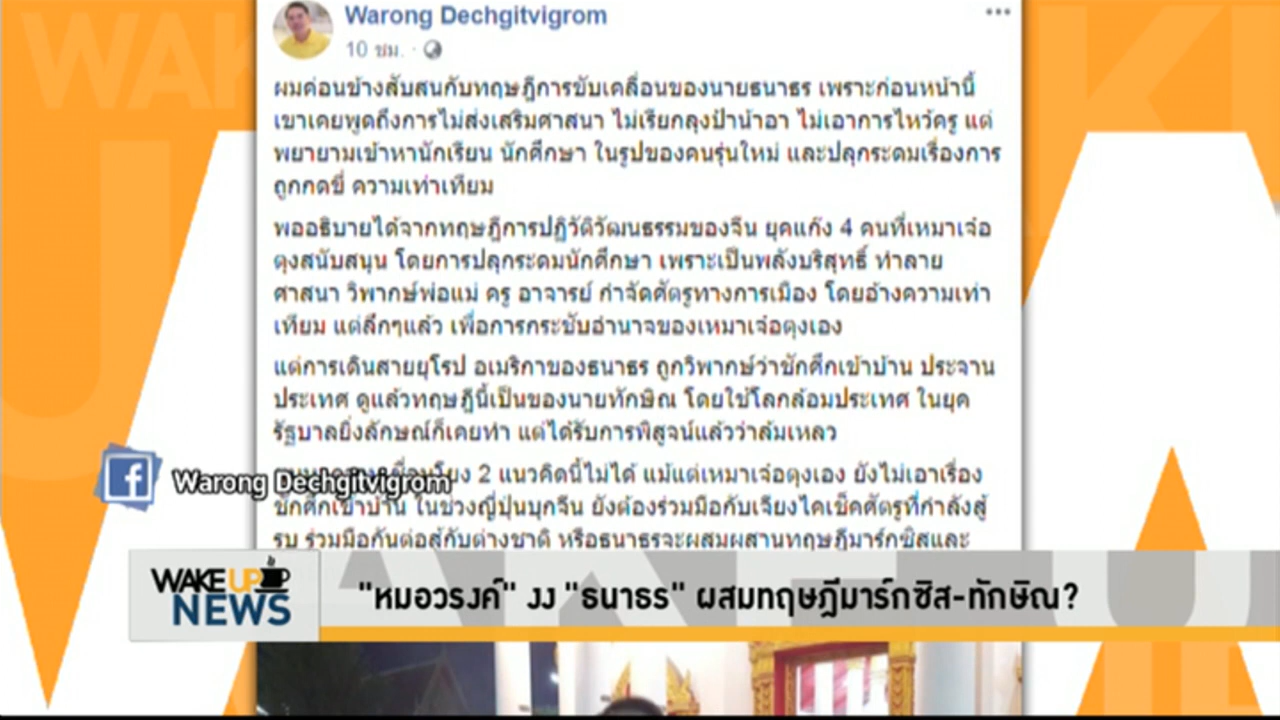 Warong Dechgitvigrom
10 ชม.
ผมค่อนข้างสับสนกับทฤษฎีการขับเคลื่อนของนายธนาธร เพราะก่อนหน้านี้
เขาเคยพูดถึงการไม่ส่งเสริมศาสนา ไม่เรียกลุงป้าน้าอา ไม่เอาการไหว้ครู แต่
พยายามเข้าหานักเรียน นักศึกษา ในรูปของคนรุ่นใหม่ และปลุกระดมเรื่องการ
ถูกกดขี่ ความเท่าเทียม
พออธิบายได้จากทฤษฎีการปฏิวัติวัฒนธรรมของจีน ยุคแก๊ง 4 คนที่เหมาเจ๋อ
ตุงสนับสนุน โดยการปลุกระดมนักศึกษา เพราะเป็นพลังบริสุทธิ์ ทำลาย
ศาสนา วิพากษ์พ่อแม่ ครู อาจารย์ กำจัดศัตรูทางการเมือง โดยอ้างความเท่า
เทียม แต่ลึกๆแล้ว เพื่อการกระชับอำนาจของเหมาเจ๋อตุงเอง
แต่การเดินสายยุโรป อเมริกาของธนาธร ถูกวิพากษ์ว่าชักศึกเข้าบ้าน ประจาน
ประเทศ ดูแล้วทฤษฎีนี้เป็นของนายทักษิณ โดยใช้โลกล้อมประเทศ ในยุค
รัฐบาลยิ่งลักษณ์ก็เคยทำ แต่ได้รับการพิสูจน์แล้วว่าล้มเหลว
2 แนวคิดนี้ไม่ได้ แม้แต่เหมาเจ๋อตุงเอง ยังไม่เอาเรื่อง
Warong Dechgitvigrom
ชักศึกเข้าบ้าน ในช่วงญี่ปุ่นบุกจีน ยังต้องร่วมมือกับเจียงไคเช็คศัตรูที่กำลังสู้
รบ ร่วมมือกันต่อสู้กับต่างชาติ หรือธนาธรจะผสมผสานทฤษฎีมาร์กซิสและ
WAKE UP
NEWS
"หมอวรงค์" งง "ธนาธร" ผสมทฤษฎีมาร์กซิส-ทักษิณ?